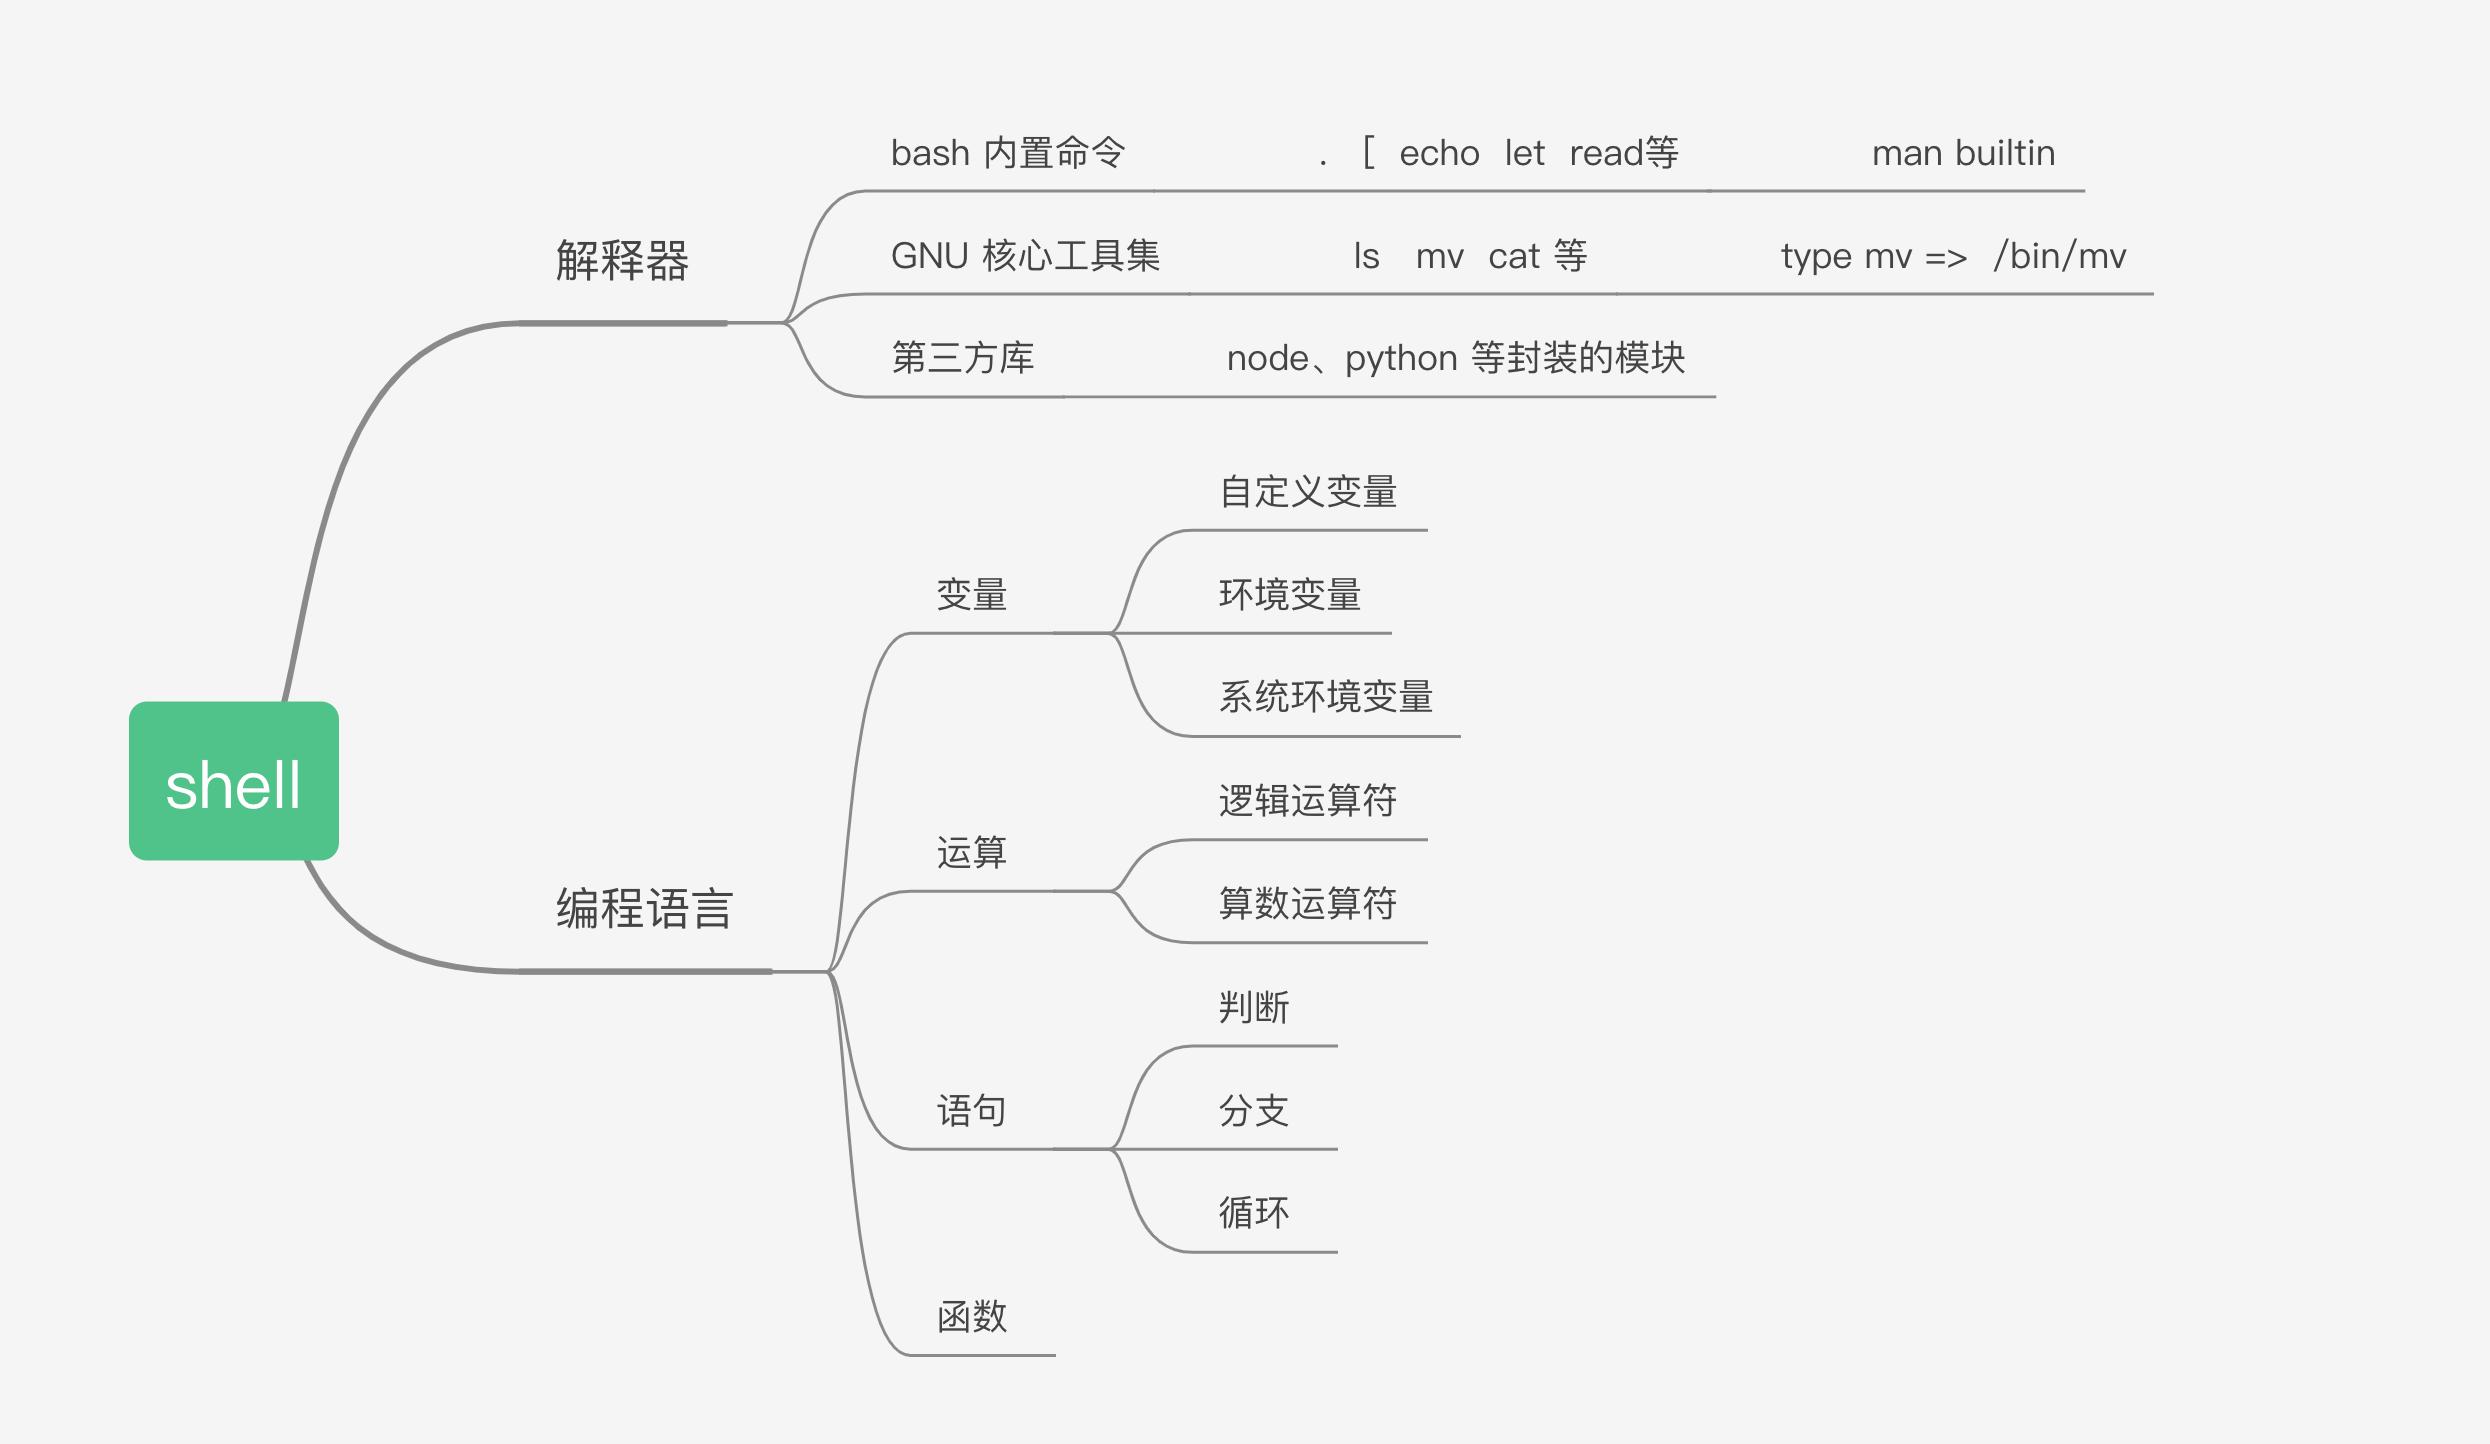 shell
解释器
bash 内置命令
. [ echo let read等
man builtin
GNU 核心工具集
ls mv cat 等
type mv => /bin/mv
第三方库
node、python 等封装的模块
编程语言
变量
自定义变量
环境变量
系统环境变量
运算
逻辑运算符
算数运算符
语句
判断
分支
循环
函数